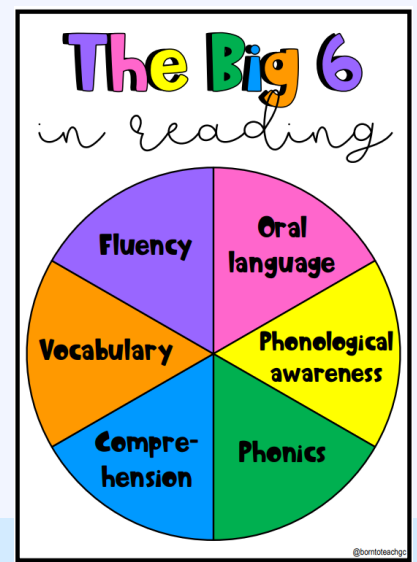 The Big 6
in reading
Oral
language
Phonological
awareness
Phonics
Compre-
hension
Vocabulary
Fluency
@borntoteachgc